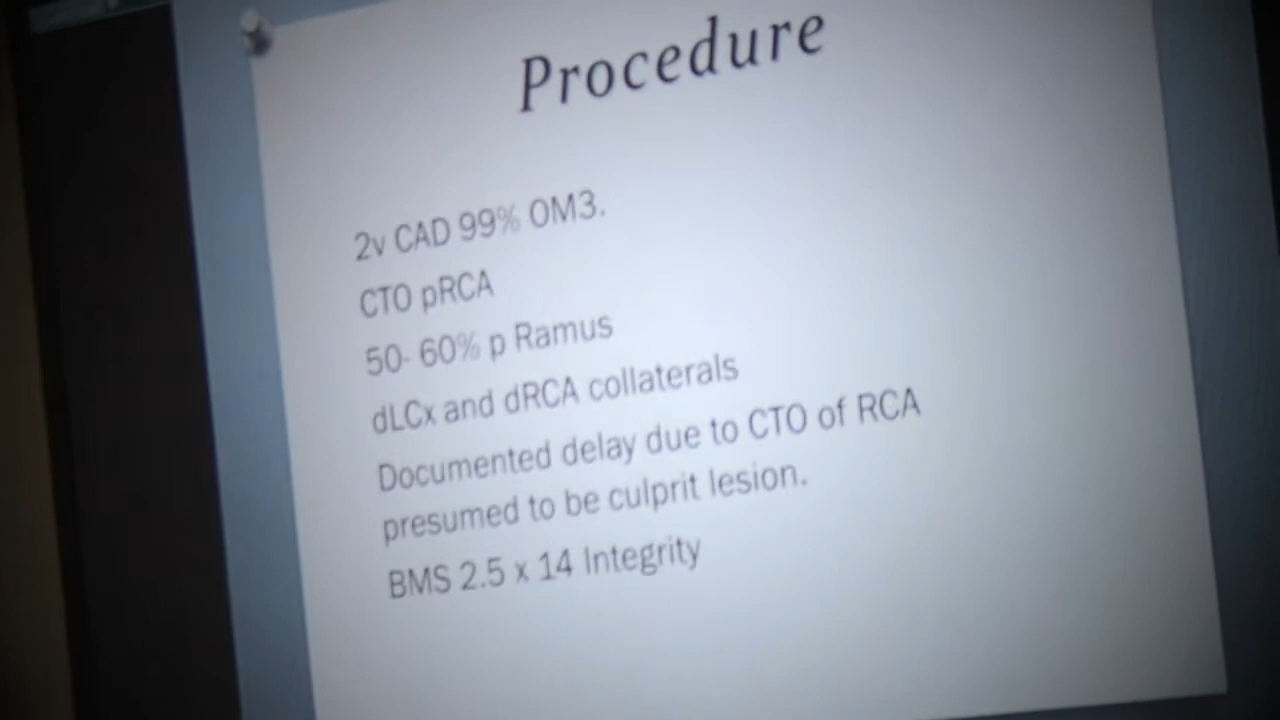 Procedure
2v CAD 99% OM3.
CTO pRCA
50- 60% p Ramus
dLCx and dRCA collaterals
Documented delay due to CTO of RCA
presumed to be culprit lesion.
BMS 2.5 x 14 Integrity